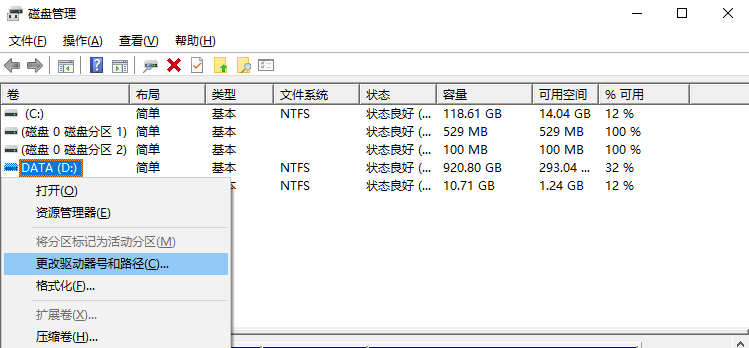 磁盘管理
文件(F) 操作(A) 查看(V) 帮助(H)
卷 布局 类型 文件系统 状态 容量 可用空间 % 可用
(C:) 简单 基本 NTFS 状态良好 (... 118.61 GB 14.04 GB 12 %
(磁盘 0 磁盘分区 1) 简单 基本 状态良好 (... 529 MB 529 MB 100 %
(磁盘 0 磁盘分区 2) 简单 基本 状态良好 (... 100 MB 100 MB 100 %
DATA (D:) 简单 基本 NTFS 状态良好 (... 920.80 GB 293.04 ... 32 %
基本 NTFS 状态良好 (... 10.71 GB 1.24 GB 12 %
打开(O)
资源管理器(E)
将分区标记为活动分区(M)
更改驱动器号和路径(C)...
格式化(F)...
扩展卷(X)...
压缩卷(H)...